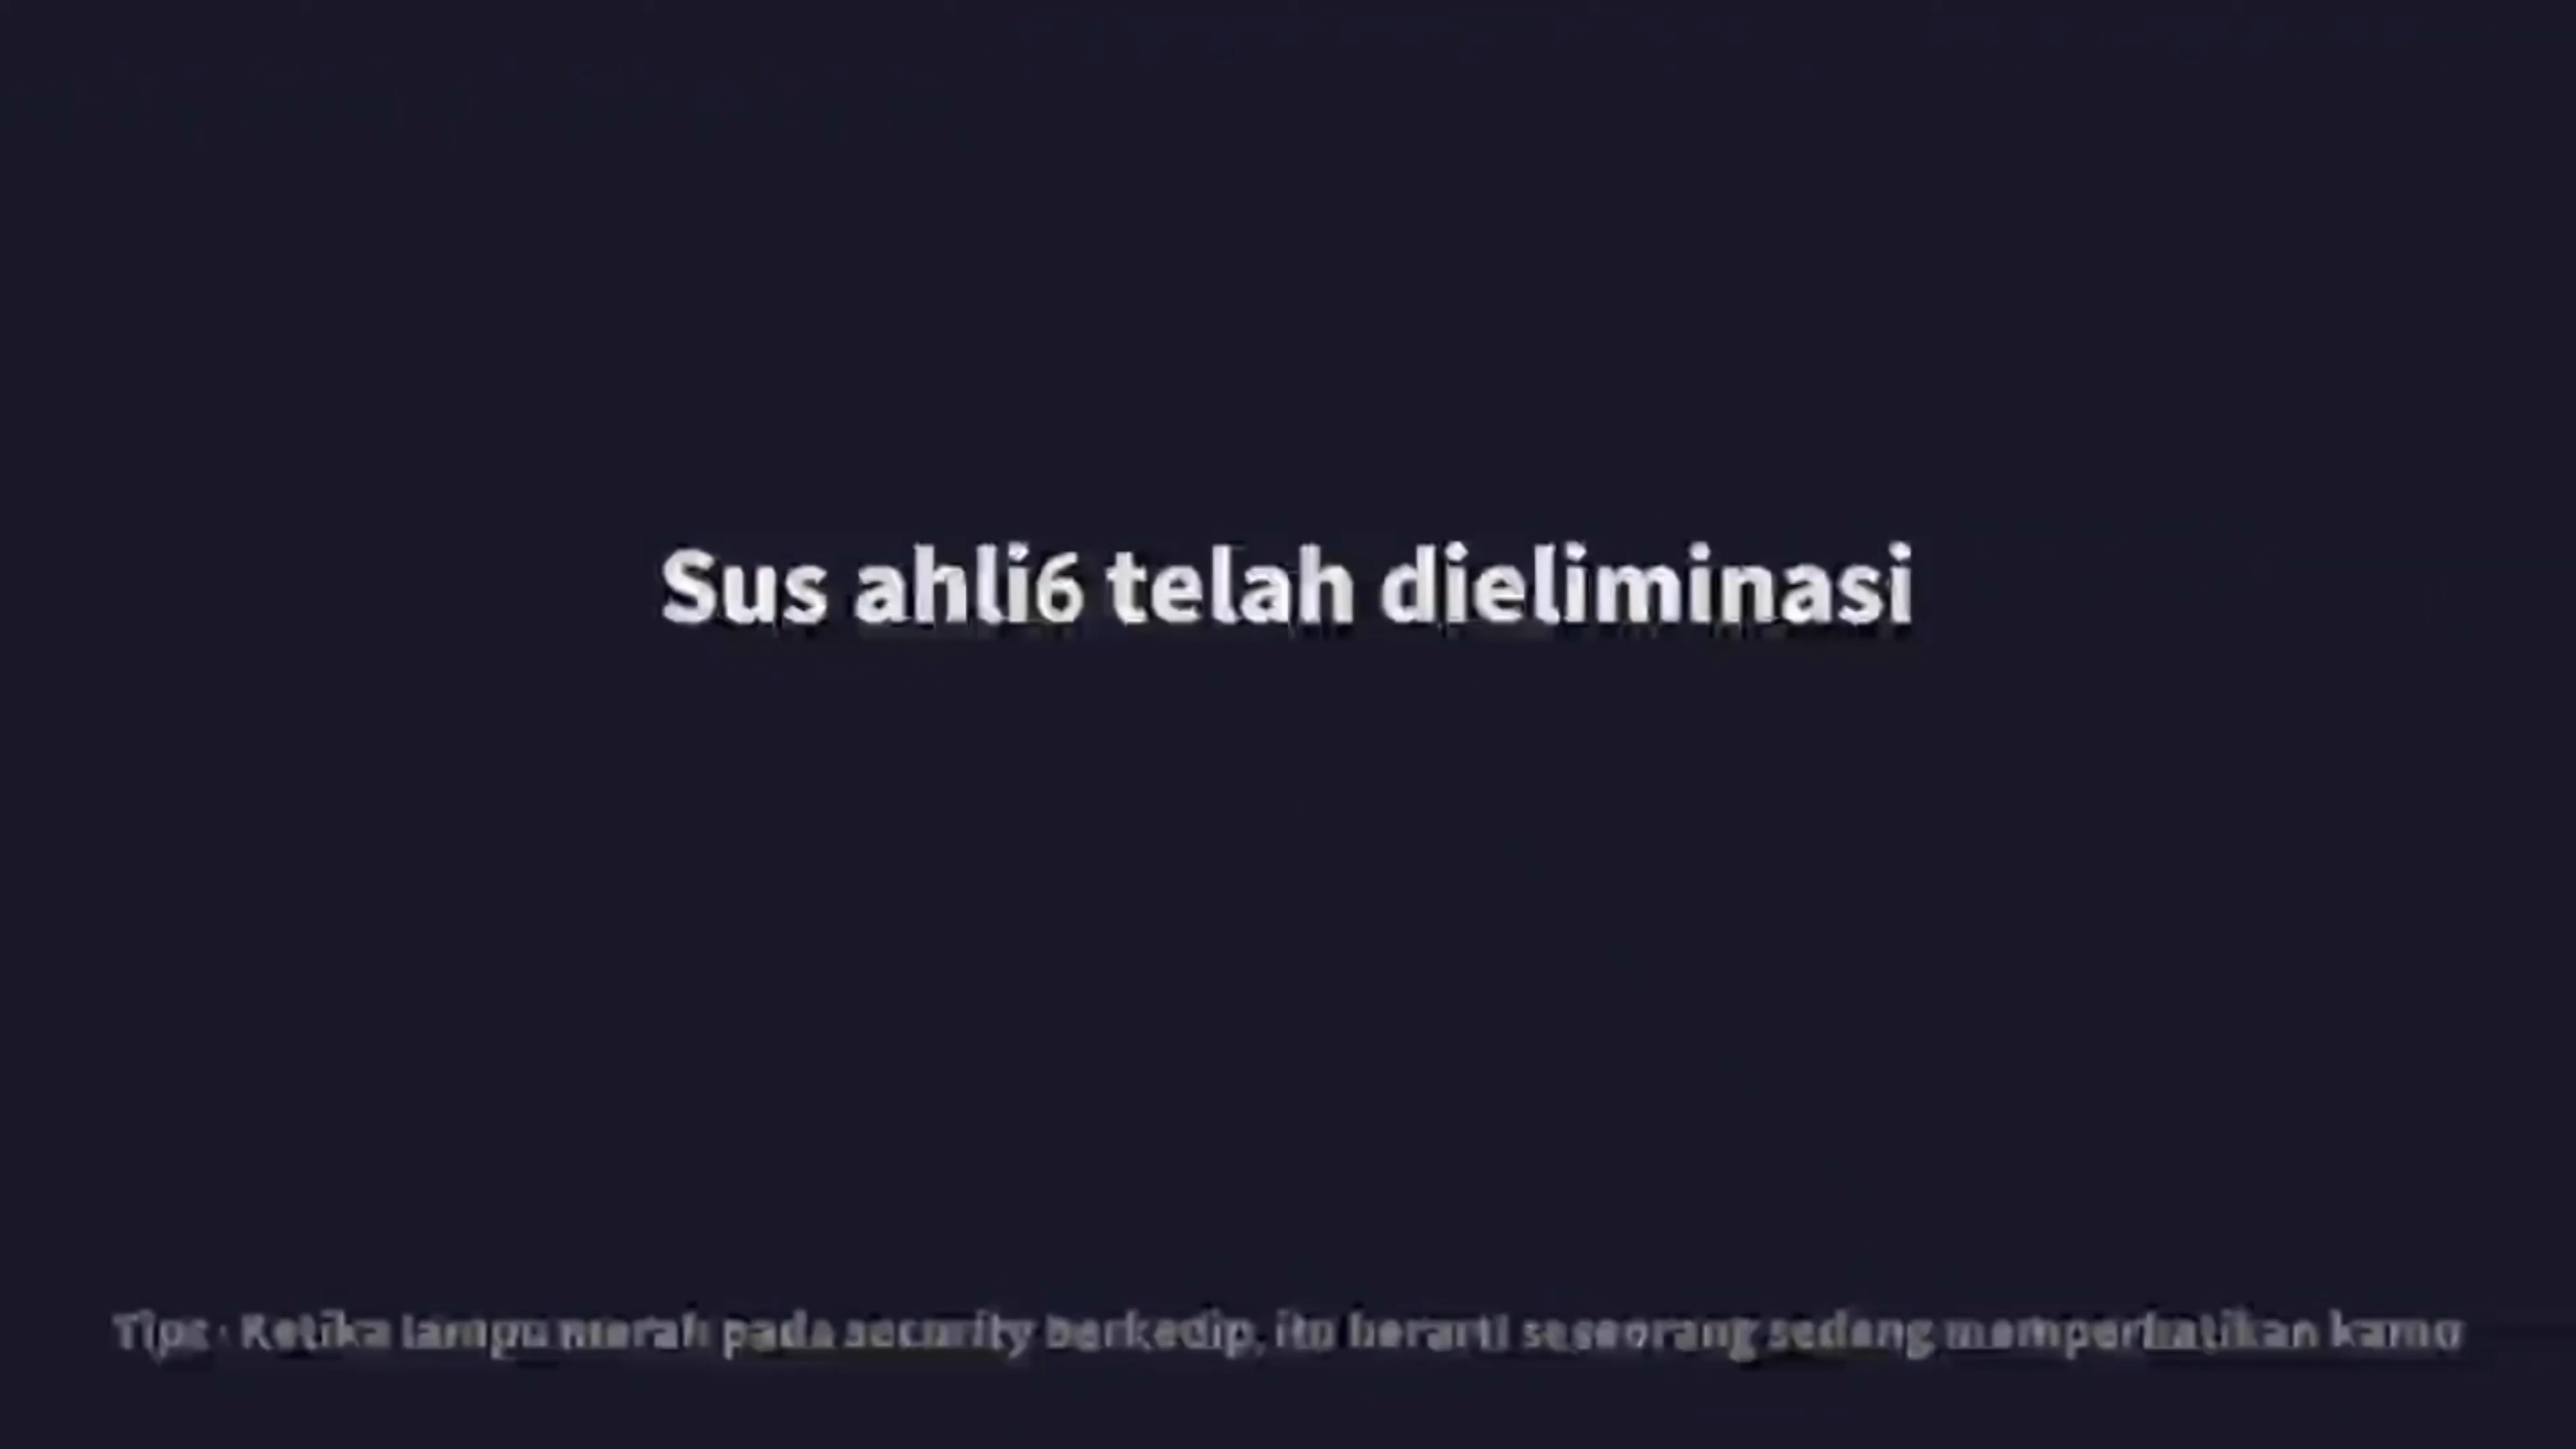 Sus ahli6 telah dieliminasi
Tips : Ketika lampu merah pada security berkedip, itu berarti seseorang sedang memperhatikan kamu